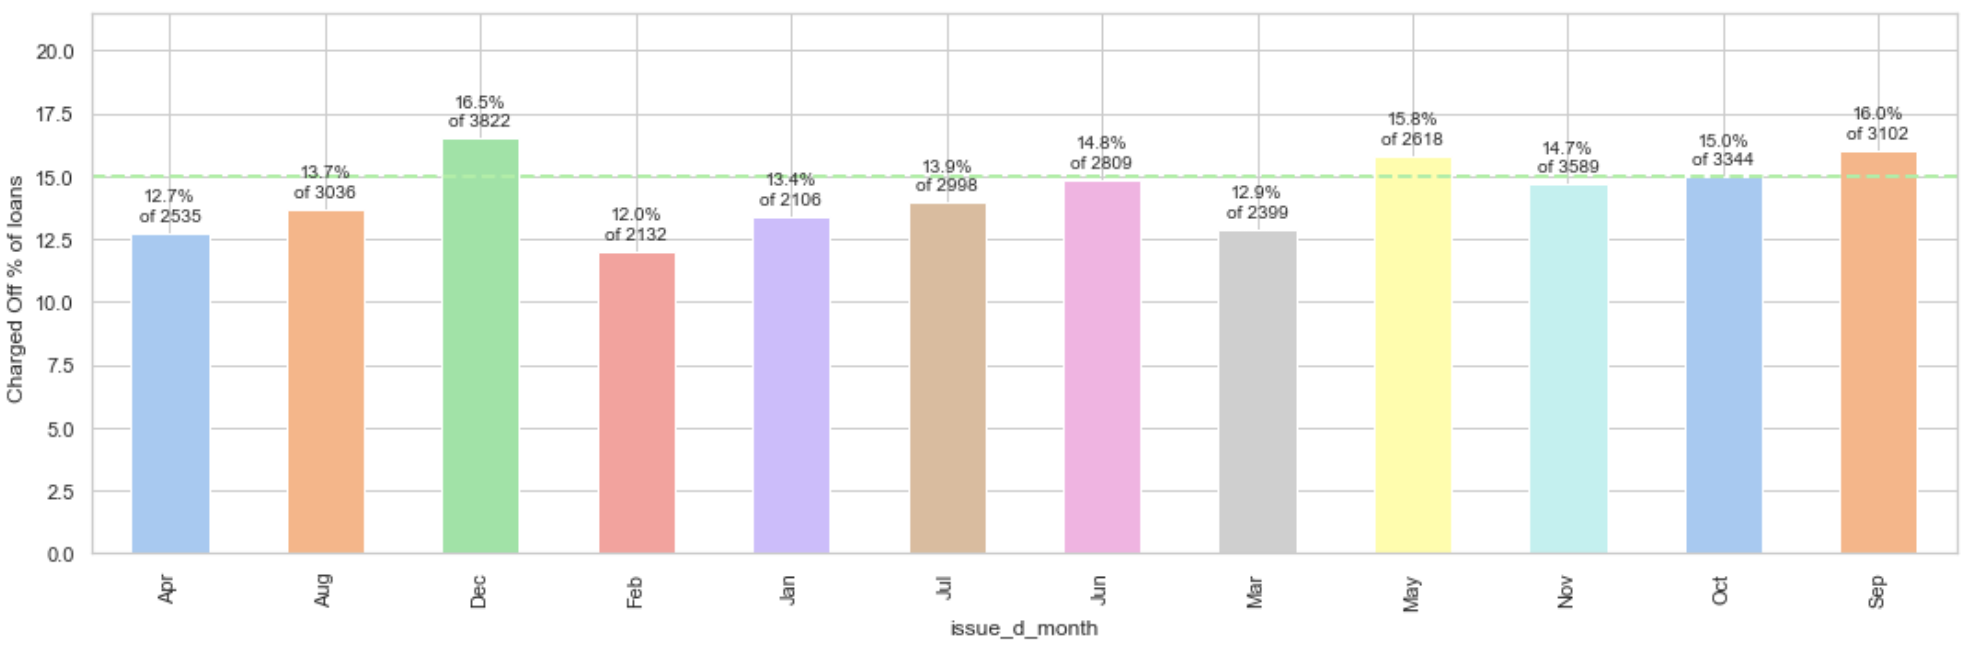 Charged Off % of loans
20.0
17.5
15.0
12.5
10.0
7.5
5.0
2.5
0.0
12.7%
of 2535
13.7%
of 3036
16.5%
of 3822
12.0%
of 2132
13.4%
of 2106
13.9%
of 2998
14.8%
of 2809
12.9%
of 2399
15.8%
of 2618
14.7%
of 3589
15.0%
of 3344
16.0%
of 3102
Apr
Aug
Dec
Feb
Jan
Jul
Jun
Mar
May
Nov
Oct
Sep
issue_d_month